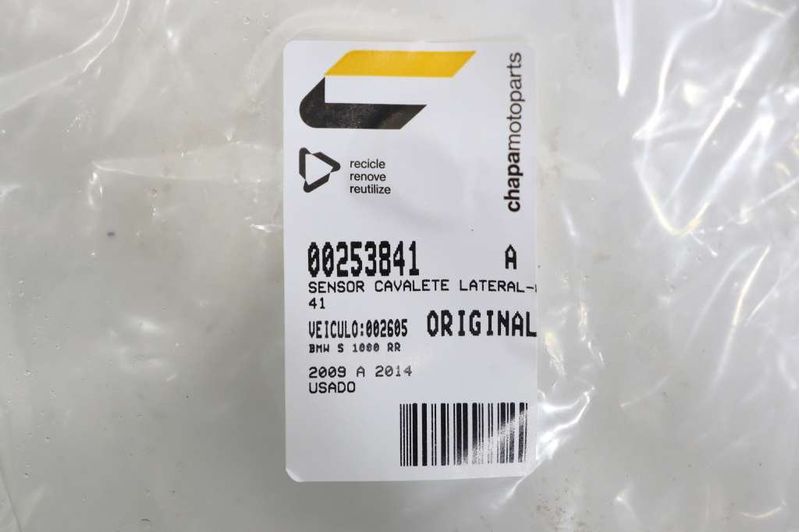 chapamotoparts
recicle
renove
reutilize
00253841 A
SENSOR CAVALETE LATERAL-
41
VEICULO:002605 ORIGINAL
BMW S 1000 RR
2009 A 2014
USADO